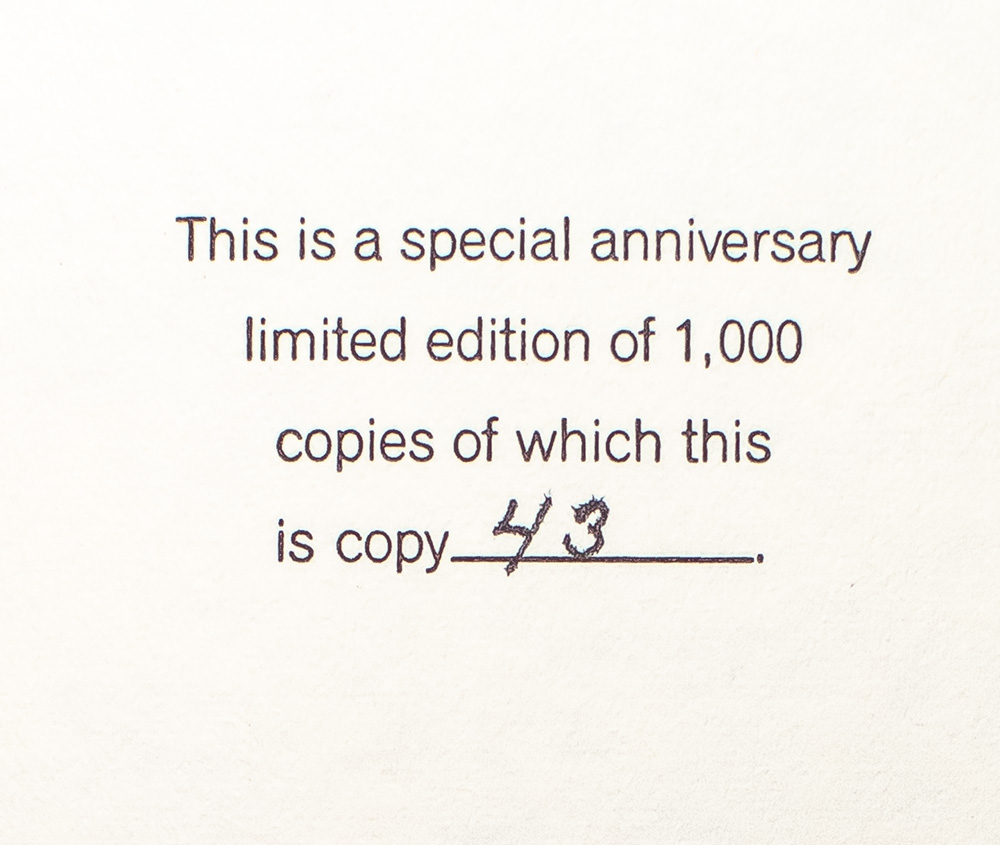 This is a special anniversary
limited edition of 1,000
copies of which this
is copy 43.